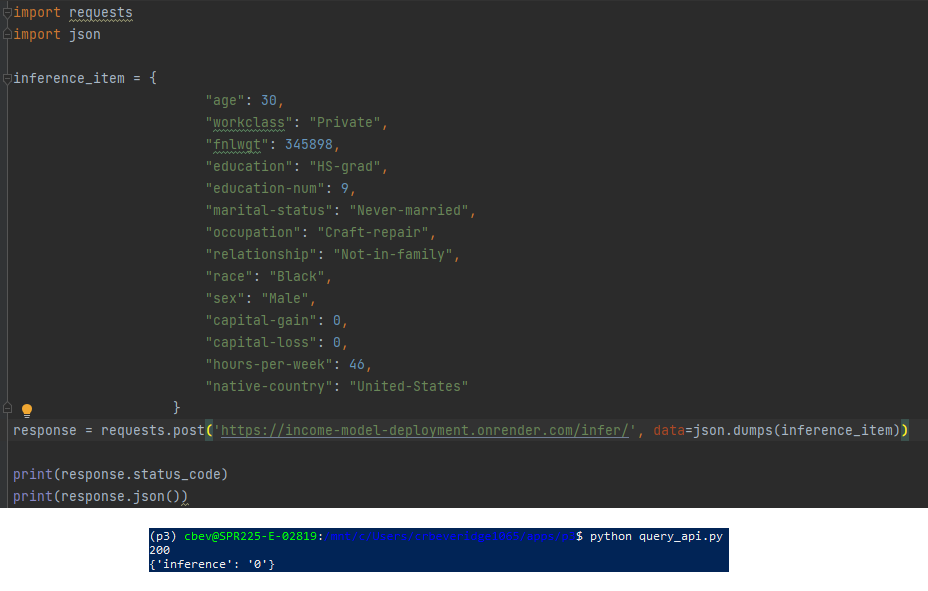 import requests
import json
inference_item = {
"age": 30,
"workclass": "Private",
"fnlwgt": 345898,
"education": "HS-grad",
"education-num": 9,
"marital-status": "Never-married",
"occupation": "Craft-repair",
"relationship": "Not-in-family",
"race": "Black",
"sex": "Male",
"capital-gain": 0,
"capital-loss": 0,
"hours-per-week": 46,
"native-country": "United-States"
}
response = requests.post('https://income-model-deployment.onrender.com/infer/', data=json.dumps(inference_item))
print(response.status_code)
print(response.json())
(p3) cbev@SPR225-E-02819: $ python query_api.py
200
{'inference': '0'}